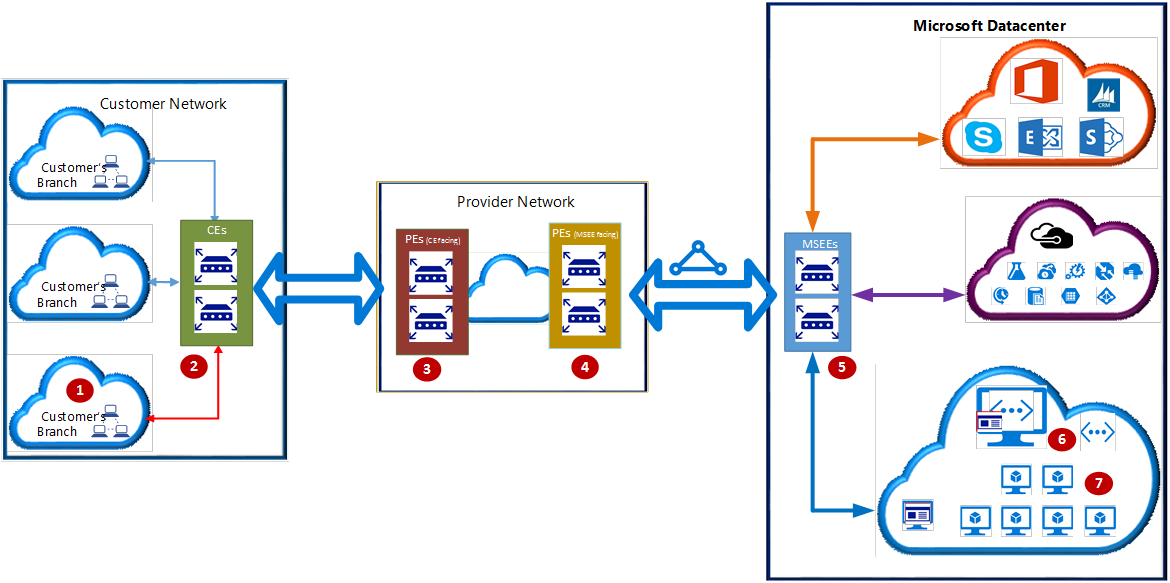 Microsoft Datacenter
CRM
S
E
S
Customer Network
Customer's
Branch
Customer's
Branch
1
Customer's
Branch
CEs
2
Provider Network
PEs (CE facing)
3
PEs (MSEE facing)
4
MSEEs
5
6
7